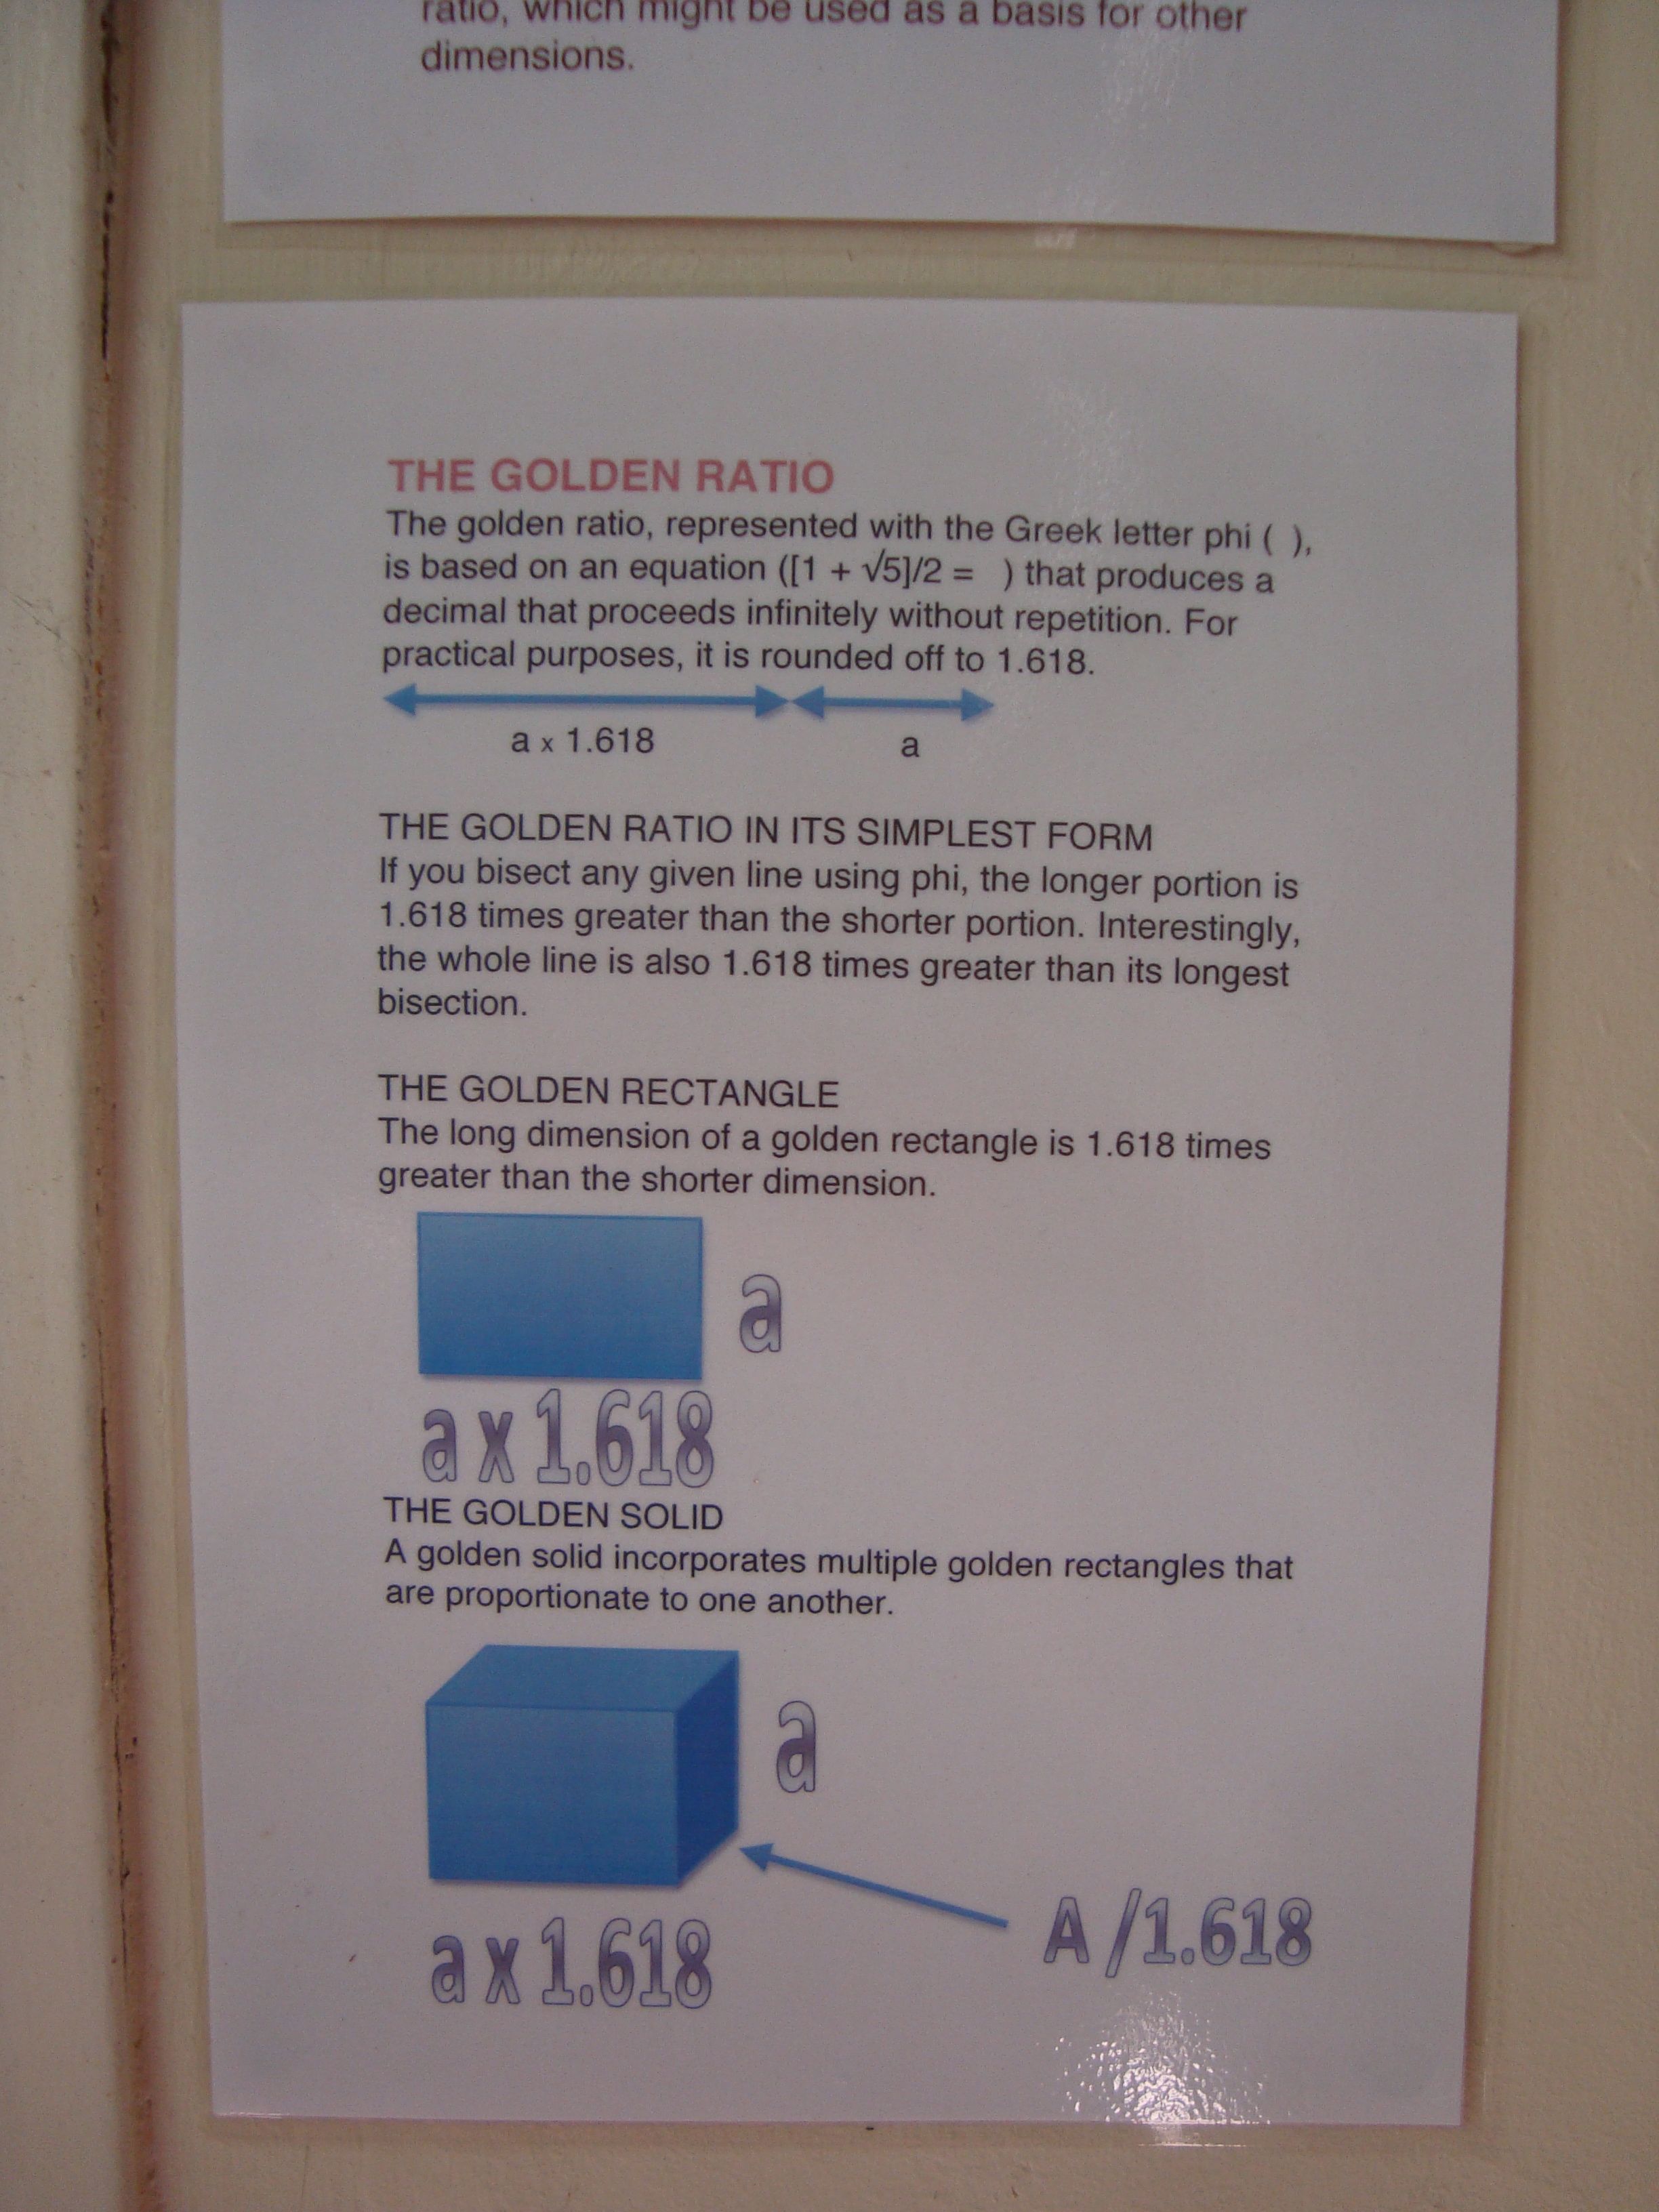 ratio, which might be used as a basis for other
dimensions.
THE GOLDEN RATIO
The golden ratio, represented with the Greek letter phi ( ),
is based on an equation ([1 + √5]/2 = ) that produces a
decimal that proceeds infinitely without repetition. For
practical purposes, it is rounded off to 1.618.
a x 1.618 a
THE GOLDEN RATIO IN ITS SIMPLEST FORM
If you bisect any given line using phi, the longer portion is
1.618 times greater than the shorter portion. Interestingly,
the whole line is also 1.618 times greater than its longest
bisection.
THE GOLDEN RECTANGLE
The long dimension of a golden rectangle is 1.618 times
greater than the shorter dimension.
a
a x 1.618
THE GOLDEN SOLID
A golden solid incorporates multiple golden rectangles that
are proportionate to one another.
a
A /1.618
a x 1.618